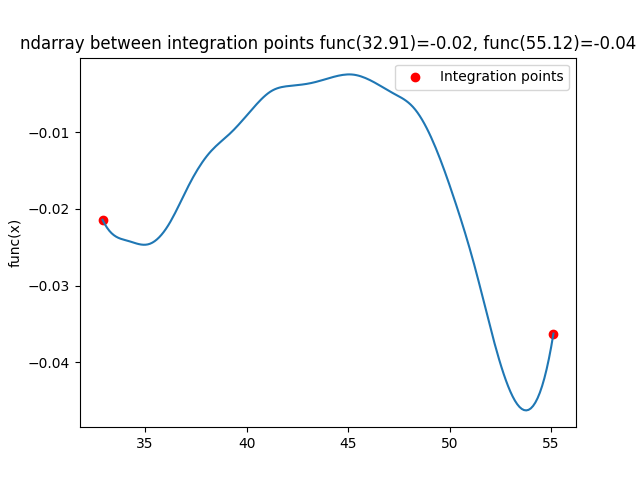 ndarray between integration points func(32.91)=-0.02, func(55.12)=-0.04
Integration points
−0.01
−0.02
−0.03
−0.04
func(x)
35 40 45 50 55